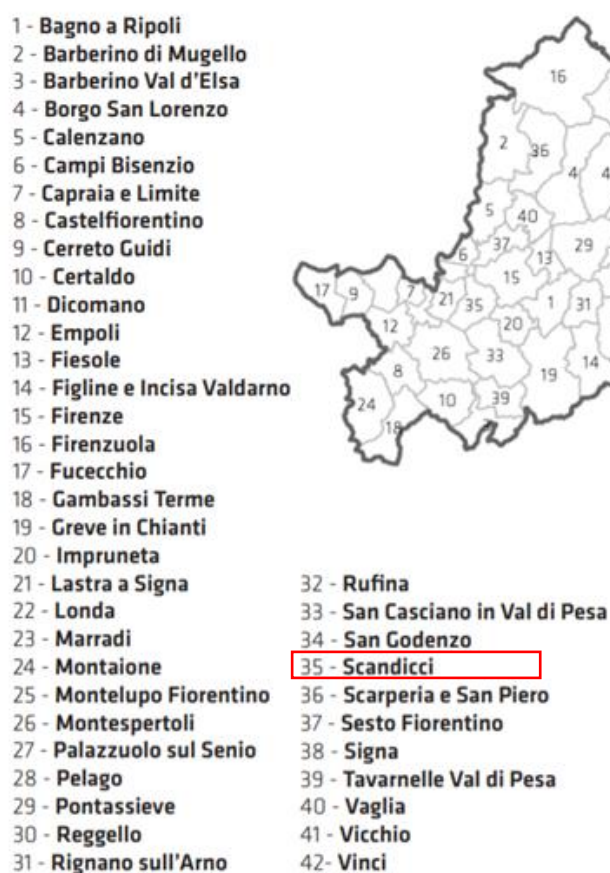 1 - Bagno a Ripoli
2 - Barberino di Mugello
3 - Barberino Val d'Elsa
4 - Borgo San Lorenzo
5 - Calenzano
6 - Campi Bisenzio
7 - Capraia e Limite
8 - Castelfiorentino
9 - Cerreto Guidi
10 - Certaldo
11 - Dicomano
12 - Empoli
13 - Fiesole
14 - Figline e Incisa Valdarno
15 - Firenze
16 - Firenzuola
17 - Fucecchio
18 - Gambassi Terme
19 - Greve in Chianti
20 - Impruneta
21 - Lastra a Signa
22 - Londa
23 - Marradi
24 - Montaione
25 - Montelupo Fiorentino
26 - Montespertoli
27 - Palazzuolo sul Senio
28 - Pelago
29 - Pontassieve
30 - Reggello
31 - Rignano sull'Arno
32 - Rufina
33 - San Casciano in Val di Pesa
34 - San Godenzo
35 - Scandicci
36 - Scarperia e San Piero
37 - Sesto Fiorentino
38 - Signa
39 - Tavarnelle Val di Pesa
40 - Vaglia
41 - Vicchio
42- Vinci
16
2
36
4
5
40
6
37
13
29
17
9
7
21
35
15
1
31
12
20
26
33
8
19
14
24
10
39
18